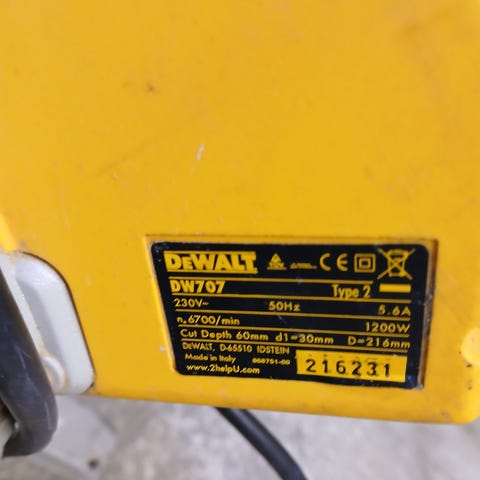 DEWALT CE
DW707 Type 2
230V~ 50Hz 5.6A
n₀ 6700/min 1200W
Cut Depth 60mm d1=30mm D=216mm
DEWALT, D-65510 IDSTEIN
Made in Italy
www.2helpU.com
216231